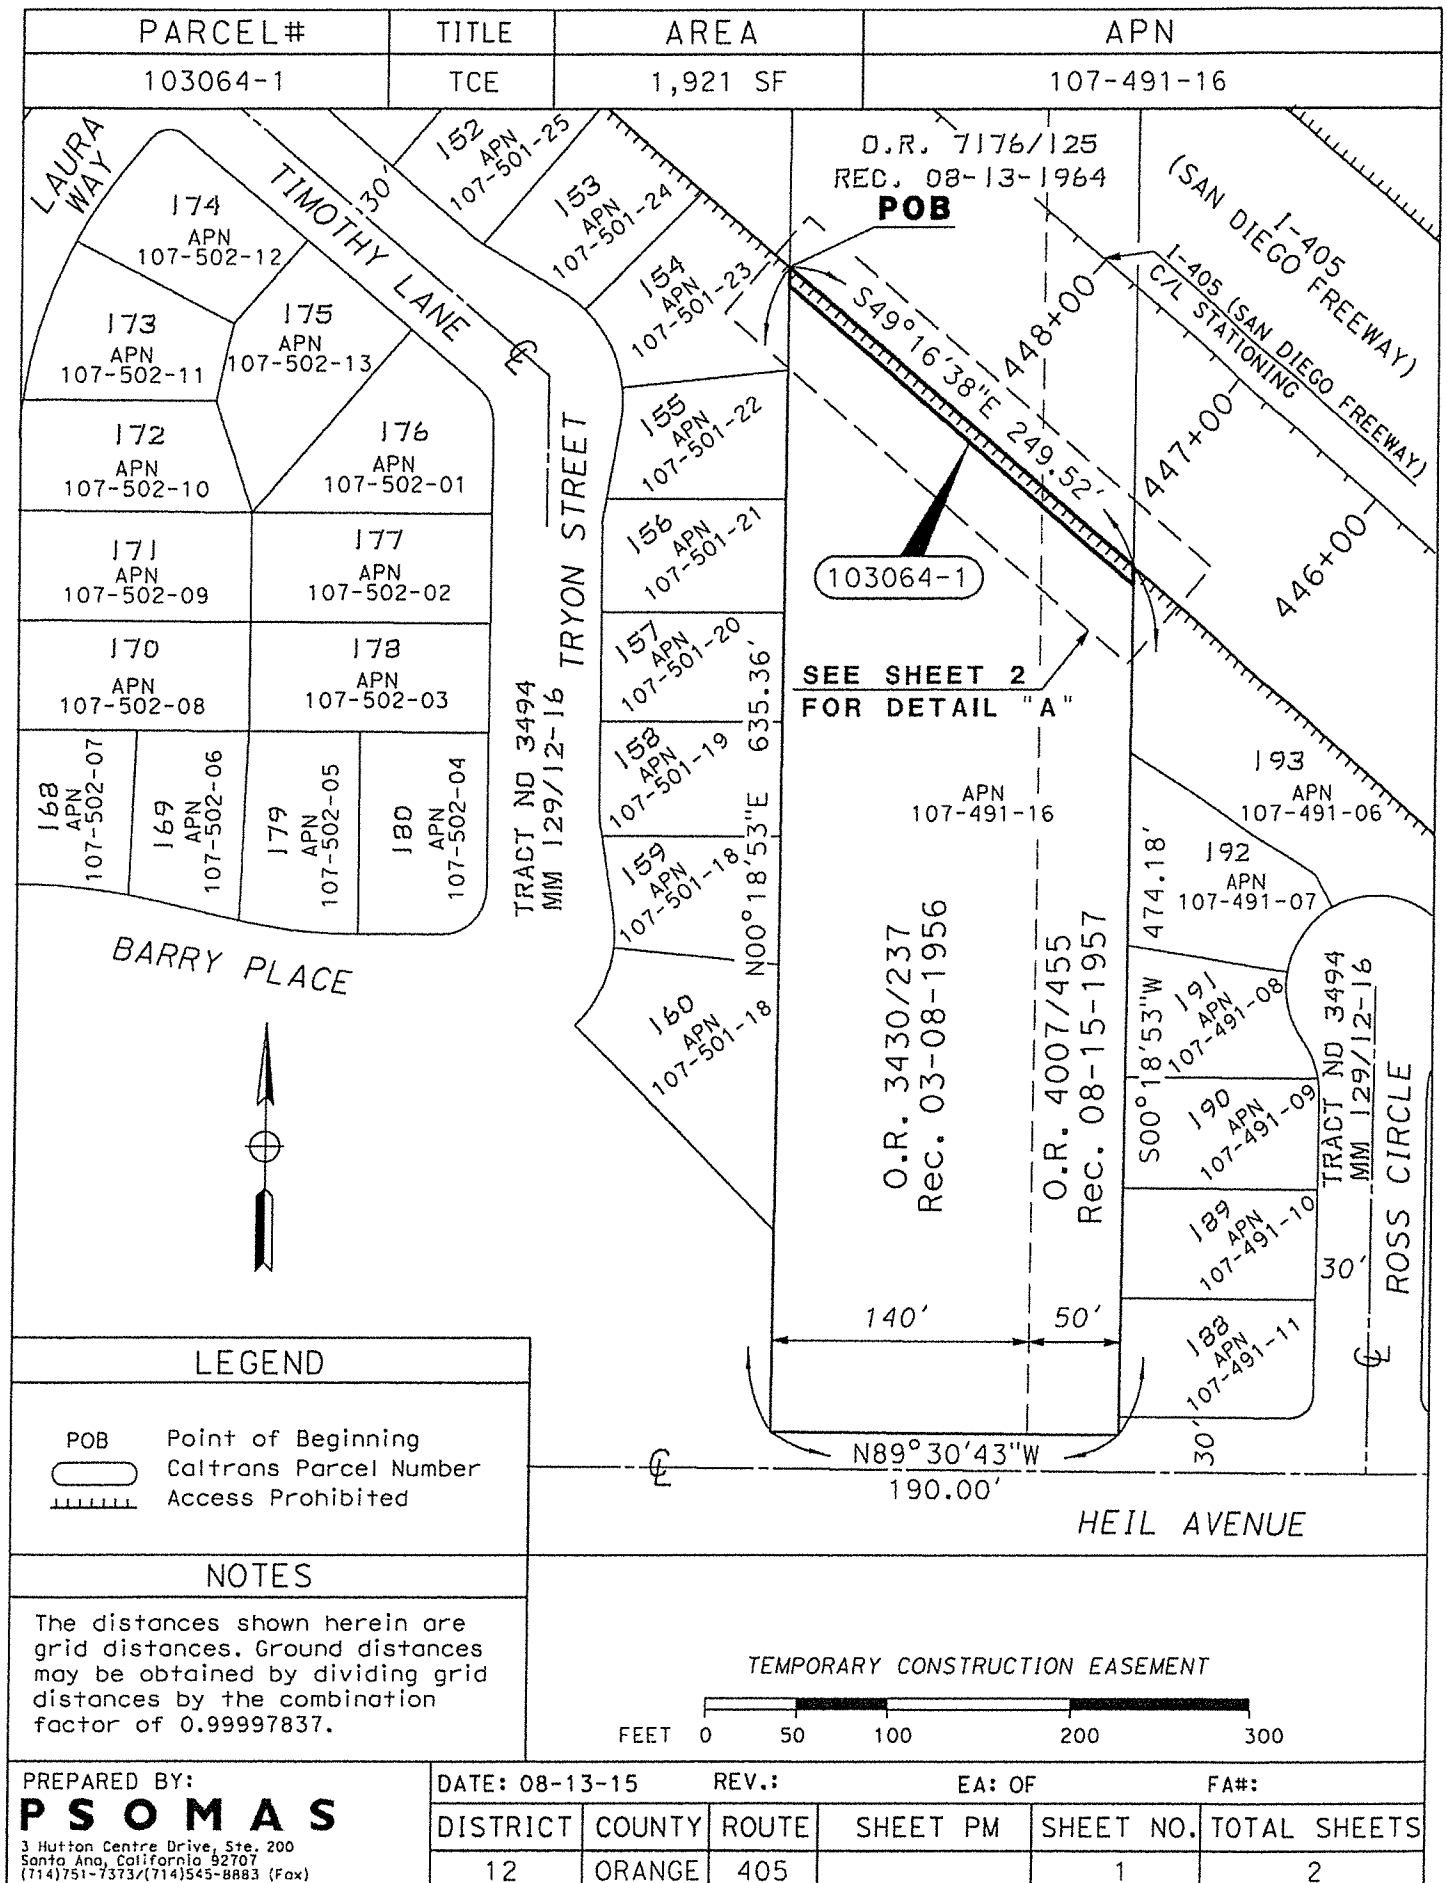 PARCEL# TITLE AREA APN
103064-1 TCE 1,921 SF 107-491-16
LAURA
WAY
TIMOTHY LANE
30'
℄
152
APN
107-501-25
153
APN
107-501-24
154
APN
107-501-23
O.R. 7176/125
REC. 08-13-1964
POB
(SAN DIEGO FREEWAY)
I-405
I-405 (SAN DIEGO FREEWAY)
C/L STATIONING
448+00
447+00
446+00
S49°16'38"E 249.52'
174
APN
107-502-12
173
APN
107-502-11
175
APN
107-502-13
172
APN
107-502-10
176
APN
107-502-01
171
APN
107-502-09
177
APN
107-502-02
170
APN
107-502-08
178
APN
107-502-03
168
APN
107-502-07
169
APN
107-502-06
179
APN
107-502-05
180
APN
107-502-04
TRYON STREET
TRACT NO 3494
MM 129/12-16
155
APN
107-501-22
156
APN
107-501-21
157
APN
107-501-20
158
APN
107-501-19
159
APN
107-501-18
160
APN
107-501-18
N00°18'53"E 635.36'
103064-1
SEE SHEET 2
FOR DETAIL "A"
APN
107-491-16
O.R. 3430/237
Rec. 03-08-1956
O.R. 4007/455
Rec. 08-15-1957
S00°18'53"W 474.18'
193
APN
107-491-06
192
APN
107-491-07
191
APN
107-491-08
190
APN
107-491-09
189
APN
107-491-10
188
APN
107-491-11
TRACT NO 3494
MM 129/12-16
ROSS CIRCLE
30'
℄
BARRY PLACE
140' 50'
30'
℄
N89°30'43"W
190.00'
HEIL AVENUE
LEGEND
POB Point of Beginning
Caltrans Parcel Number
Access Prohibited
NOTES
The distances shown herein are
grid distances. Ground distances
may be obtained by dividing grid
distances by the combination
factor of 0.99997837.
TEMPORARY CONSTRUCTION EASEMENT
FEET 0 50 100 200 300
PREPARED BY:
PSOMAS
3 Hutton Centre Drive, Ste. 200
Santa Ana, California 92707
(714)751-7373/(714)545-8883 (Fax)
DATE: 08-13-15 REV.: EA: OF FA#:
DISTRICT COUNTY ROUTE SHEET PM SHEET NO. TOTAL SHEETS
12 ORANGE 405 1 2